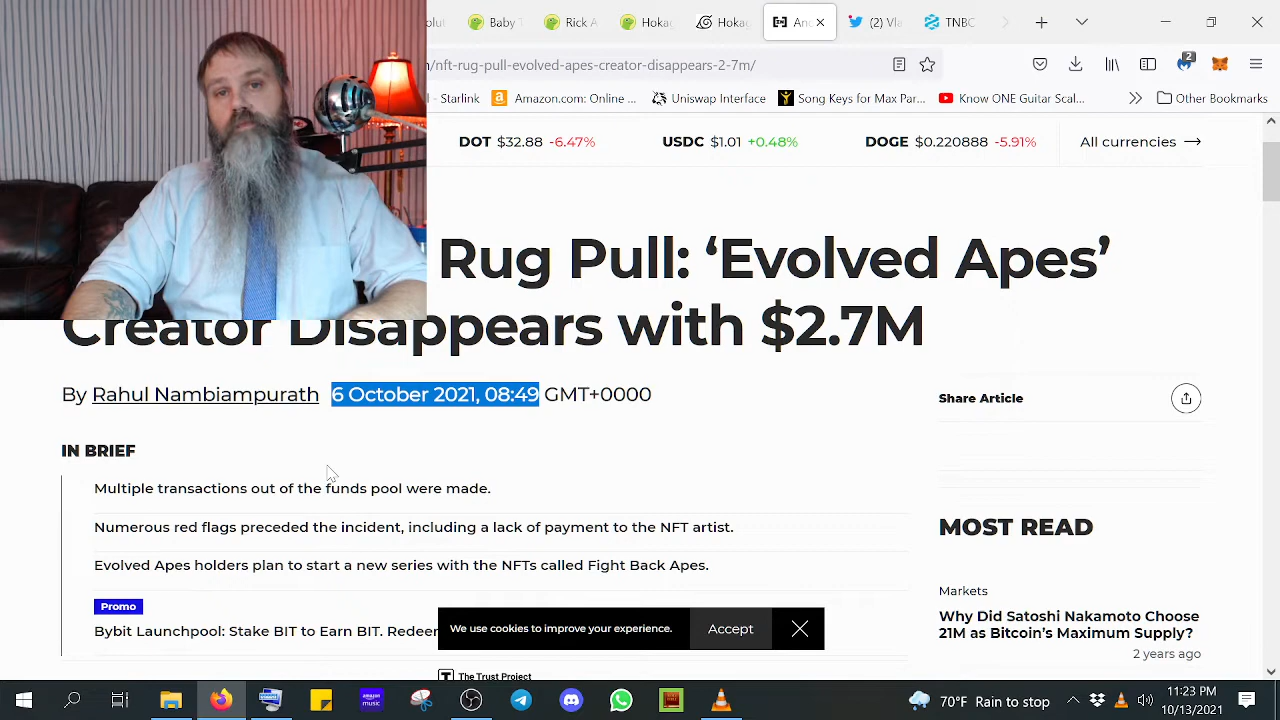 olut
Baby T
Rick A
Hoka
Hoka
An
(2) Vla
TNBC
/nft-rug-pull-evolved-apes-creator-disappears-2-7m/
2
l - Starlink
Amazon.com: Online ...
Uniswap Interface
Song Keys for Max Par...
Know ONE Guitar Scal...
Other Bookmarks
DOT $32.88 -6.47%
USDC $1.01 +0.48%
DOGE $0.220888 -5.91%
All currencies
Rug Pull: ‘Evolved Apes’
Creator Disappears with $2.7M
By Rahul Nambiampurath 6 October 2021, 08:49 GMT+0000
Share Article
IN BRIEF
Multiple transactions out of the funds pool were made.
Numerous red flags preceded the incident, including a lack of payment to the NFT artist.
Evolved Apes holders plan to start a new series with the NFTs called Fight Back Apes.
Promo
Bybit Launchpool: Stake BIT to Earn BIT. Redeer
We use cookies to improve your experience.
Accept
The Trust Project
MOST READ
Markets
Why Did Satoshi Nakamoto Choose
21M as Bitcoin's Maximum Supply?
2 years ago
amazon
music
70°F Rain to stop
11:23 PM
10/13/2021